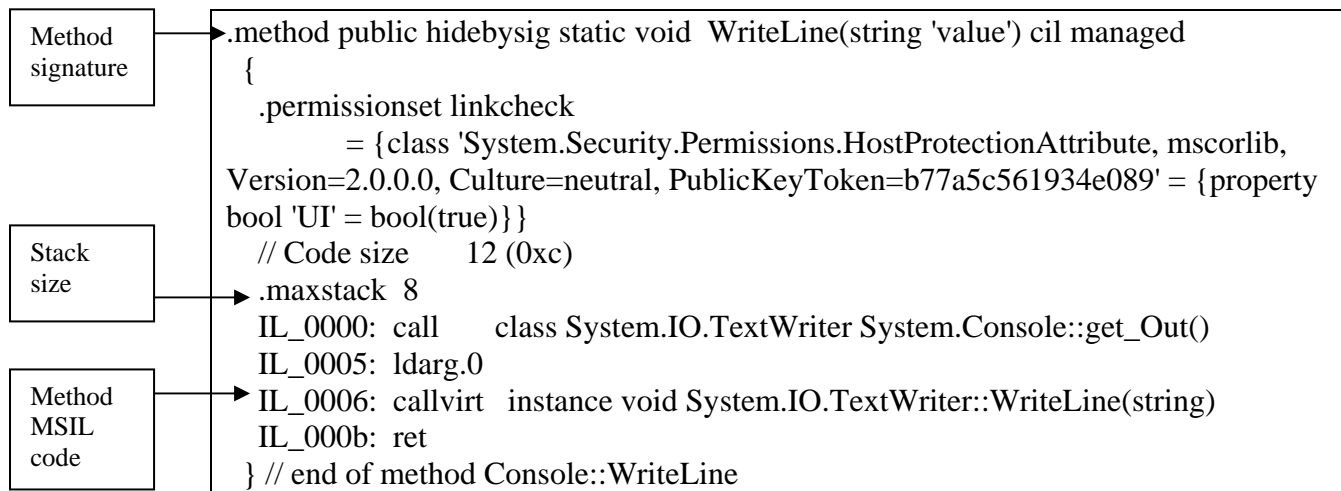 Method
signature
.method public hidebysig static void  WriteLine(string 'value') cil managed
{
.permissionset linkcheck
= {class 'System.Security.Permissions.HostProtectionAttribute, mscorlib,
Version=2.0.0.0, Culture=neutral, PublicKeyToken=b77a5c561934e089' = {property
bool 'UI' = bool(true)}}
// Code size       12 (0xc)
Stack
size
.maxstack  8
IL_0000:  call       class System.IO.TextWriter System.Console::get_Out()
IL_0005:  ldarg.0
Method
MSIL
code
IL_0006:  callvirt   instance void System.IO.TextWriter::WriteLine(string)
IL_000b:  ret
} // end of method Console::WriteLine